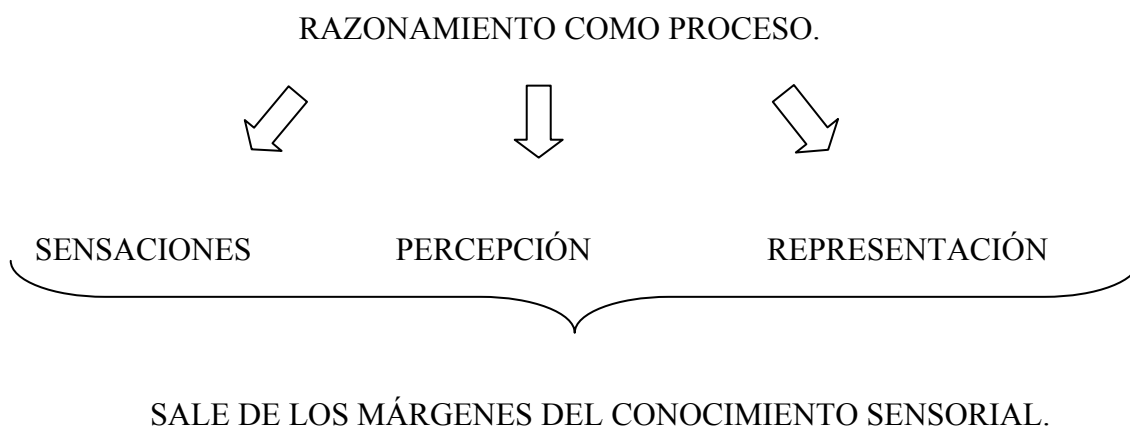 RAZONAMIENTO COMO PROCESO.
SENSACIONES PERCEPCIÓN REPRESENTACIÓN
SALE DE LOS MÁRGENES DEL CONOCIMIENTO SENSORIAL.